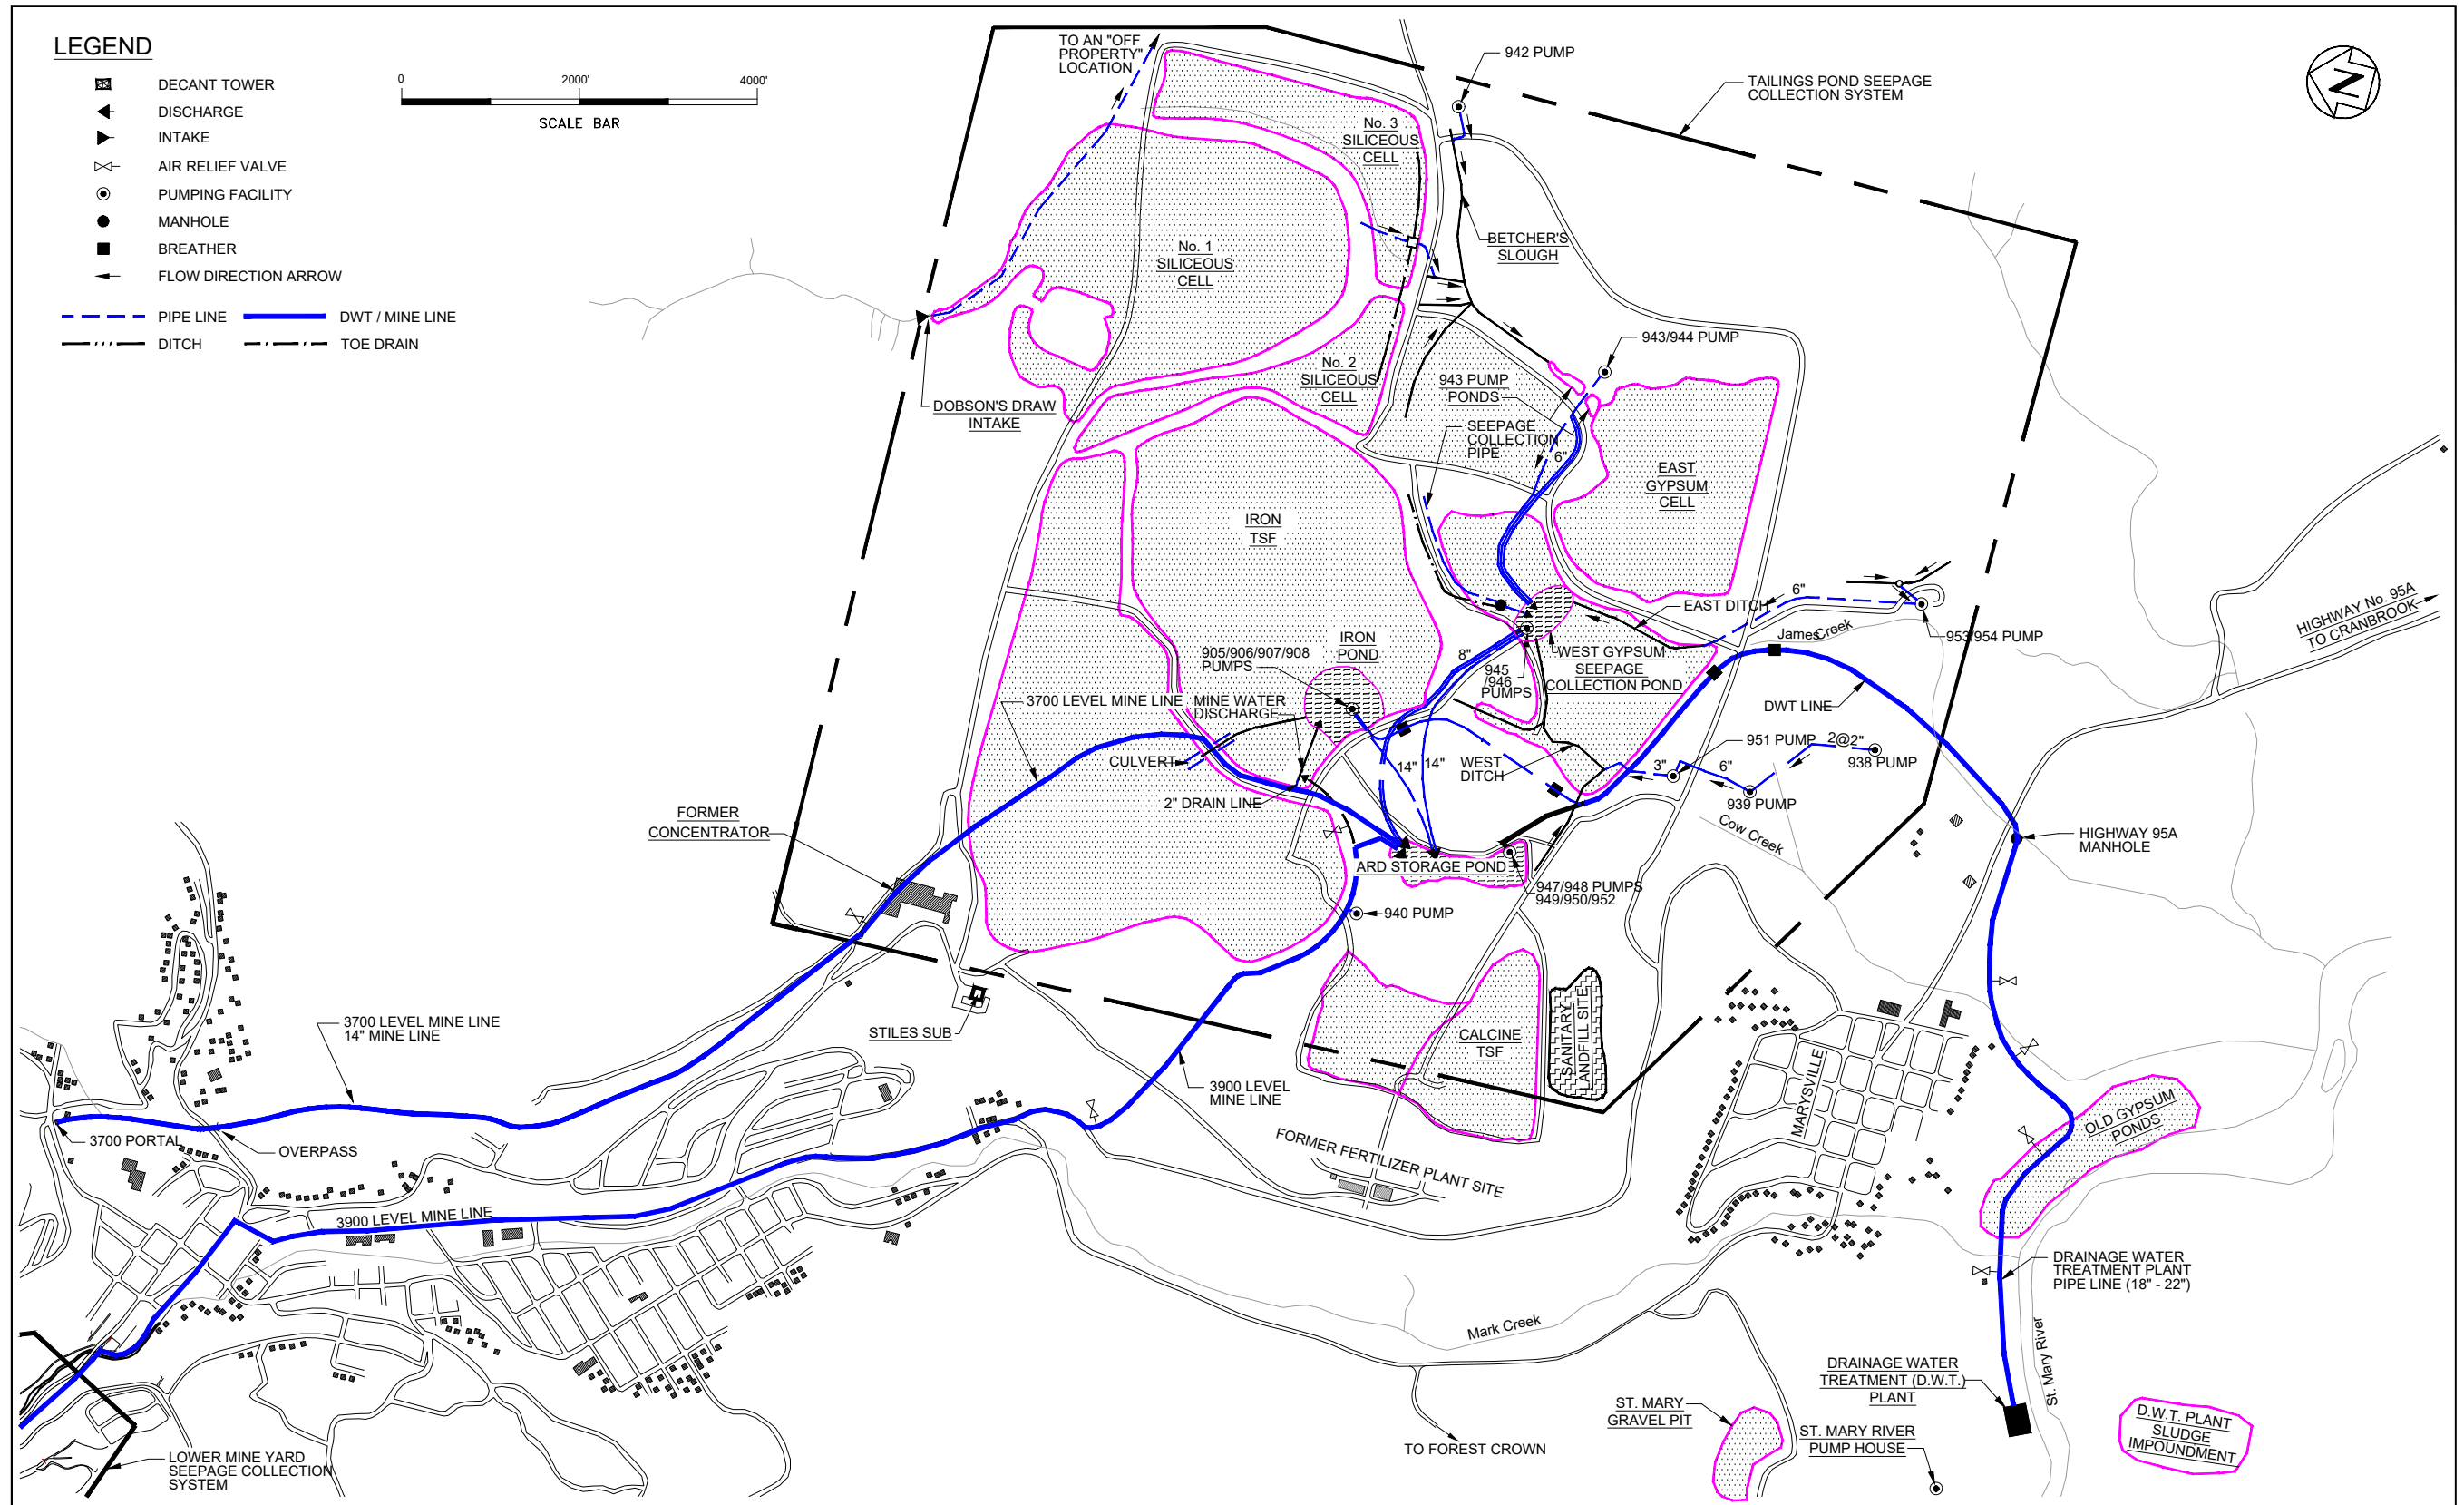 LEGEND
DECANT TOWER
DISCHARGE
INTAKE
AIR RELIEF VALVE
PUMPING FACILITY
MANHOLE
BREATHER
FLOW DIRECTION ARROW
PIPE LINE
DWT / MINE LINE
DITCH
TOE DRAIN
0
2000'
4000'
SCALE BAR
TO AN "OFF
PROPERTY"
LOCATION
942 PUMP
TAILINGS POND SEEPAGE
COLLECTION SYSTEM
N
No. 3
SILICEOUS
CELL
No. 1
SILICEOUS
CELL
BETCHER'S
SLOUGH
943/944 PUMP
No. 2
SILICEOUS
CELL
943 PUMP
PONDS
DOBSON'S DRAW
INTAKE
SEEPAGE
COLLECTION
PIPE
6"
EAST
GYPSUM
CELL
IRON
TSF
EAST DITCH
6"
James Creek
953/954 PUMP
HIGHWAY No. 95A
TO CRANBROOK
IRON
POND
905/906/907/908
PUMPS
8"
945
/946
PUMPS
WEST GYPSUM
SEEPAGE
COLLECTION POND
3700 LEVEL MINE LINE
MINE WATER
DISCHARGE
DWT LINE
CULVERT
14"
14"
WEST
DITCH
3"
951 PUMP
6"
2@2"
938 PUMP
939 PUMP
2" DRAIN LINE
Cow Creek
FORMER
CONCENTRATOR
HIGHWAY 95A
MANHOLE
ARD STORAGE POND
947/948 PUMPS
949/950/952
940 PUMP
STILES SUB
CALCINE
TSF
SANITARY
LANDFILL SITE
3700 LEVEL MINE LINE
14" MINE LINE
3900 LEVEL
MINE LINE
MARYSVILLE
OLD GYPSUM
PONDS
3700 PORTAL
OVERPASS
FORMER FERTILIZER PLANT SITE
3900 LEVEL MINE LINE
DRAINAGE WATER
TREATMENT PLANT
PIPE LINE (18" - 22")
Mark Creek
St. Mary River
DRAINAGE WATER
TREATMENT (D.W.T.)
PLANT
ST. MARY
GRAVEL PIT
ST. MARY RIVER
PUMP HOUSE
D.W.T. PLANT
SLUDGE
IMPOUNDMENT
TO FOREST CROWN
LOWER MINE YARD
SEEPAGE COLLECTION
SYSTEM